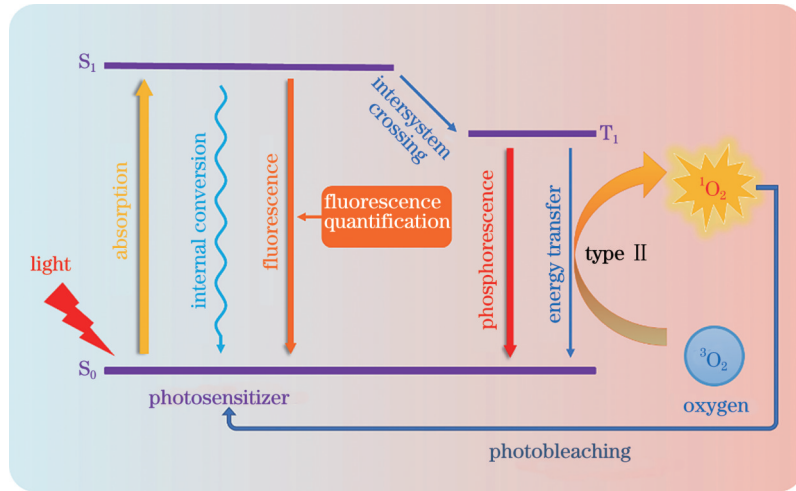 S₁
intersystem
crossing
T₁
absorption
internal conversion
fluorescence
fluorescence
quantification
phosphorescence
energy transfer
type Ⅱ
¹O₂
light
S₀
photosensitizer
³O₂
oxygen
photobleaching